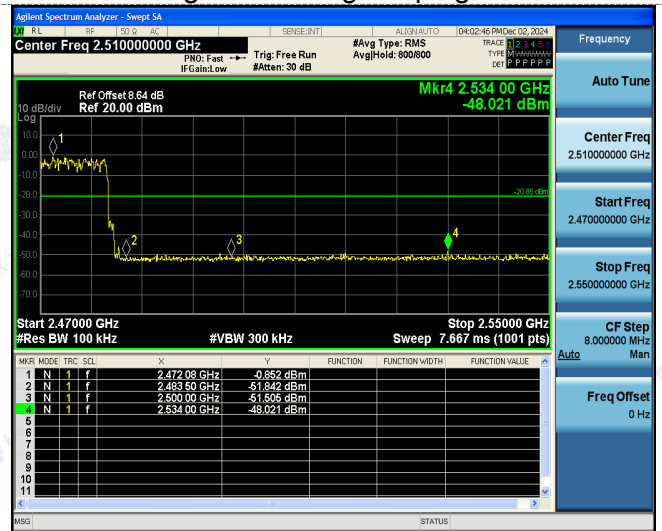 Agilent Spectrum Analyzer - Swept SA
LXI RL RF 50 Ω AC SENSE:INT ALIGN AUTO 04:02:46 PM Dec 02, 2024
Center Freq 2.510000000 GHz
PNO: Fast
IFGain:Low
Trig: Free Run
#Atten: 30 dB
#Avg Type: RMS
Avg|Hold: 800/800
TRACE 1 2 3 4 5 6
TYPE M WWWWW
DET P P P P P P
Frequency
Auto Tune
Center Freq
2.510000000 GHz
Start Freq
2.470000000 GHz
Stop Freq
2.550000000 GHz
CF Step
8.000000 MHz
Auto Man
Freq Offset
0 Hz
Mkr4 2.534 00 GHz
-48.021 dBm
Ref Offset 8.64 dB
10 dB/div Ref 20.00 dBm
Log
10.0
0.00
-10.0
-20.0
-30.0
-40.0
-50.0
-60.0
-70.0
1
2
3
4
-20.85 dBm
Start 2.47000 GHz Stop 2.55000 GHz
#Res BW 100 kHz #VBW 300 kHz Sweep 7.667 ms (1001 pts)
MKR MODE TRC SCL X Y FUNCTION FUNCTION WIDTH FUNCTION VALUE
1 N 1 f 2.472 08 GHz -0.852 dBm
2 N 1 f 2.483 50 GHz -51.842 dBm
3 N 1 f 2.500 00 GHz -51.505 dBm
4 N 1 f 2.534 00 GHz -48.021 dBm
5
6
7
8
9
10
11
MSG STATUS